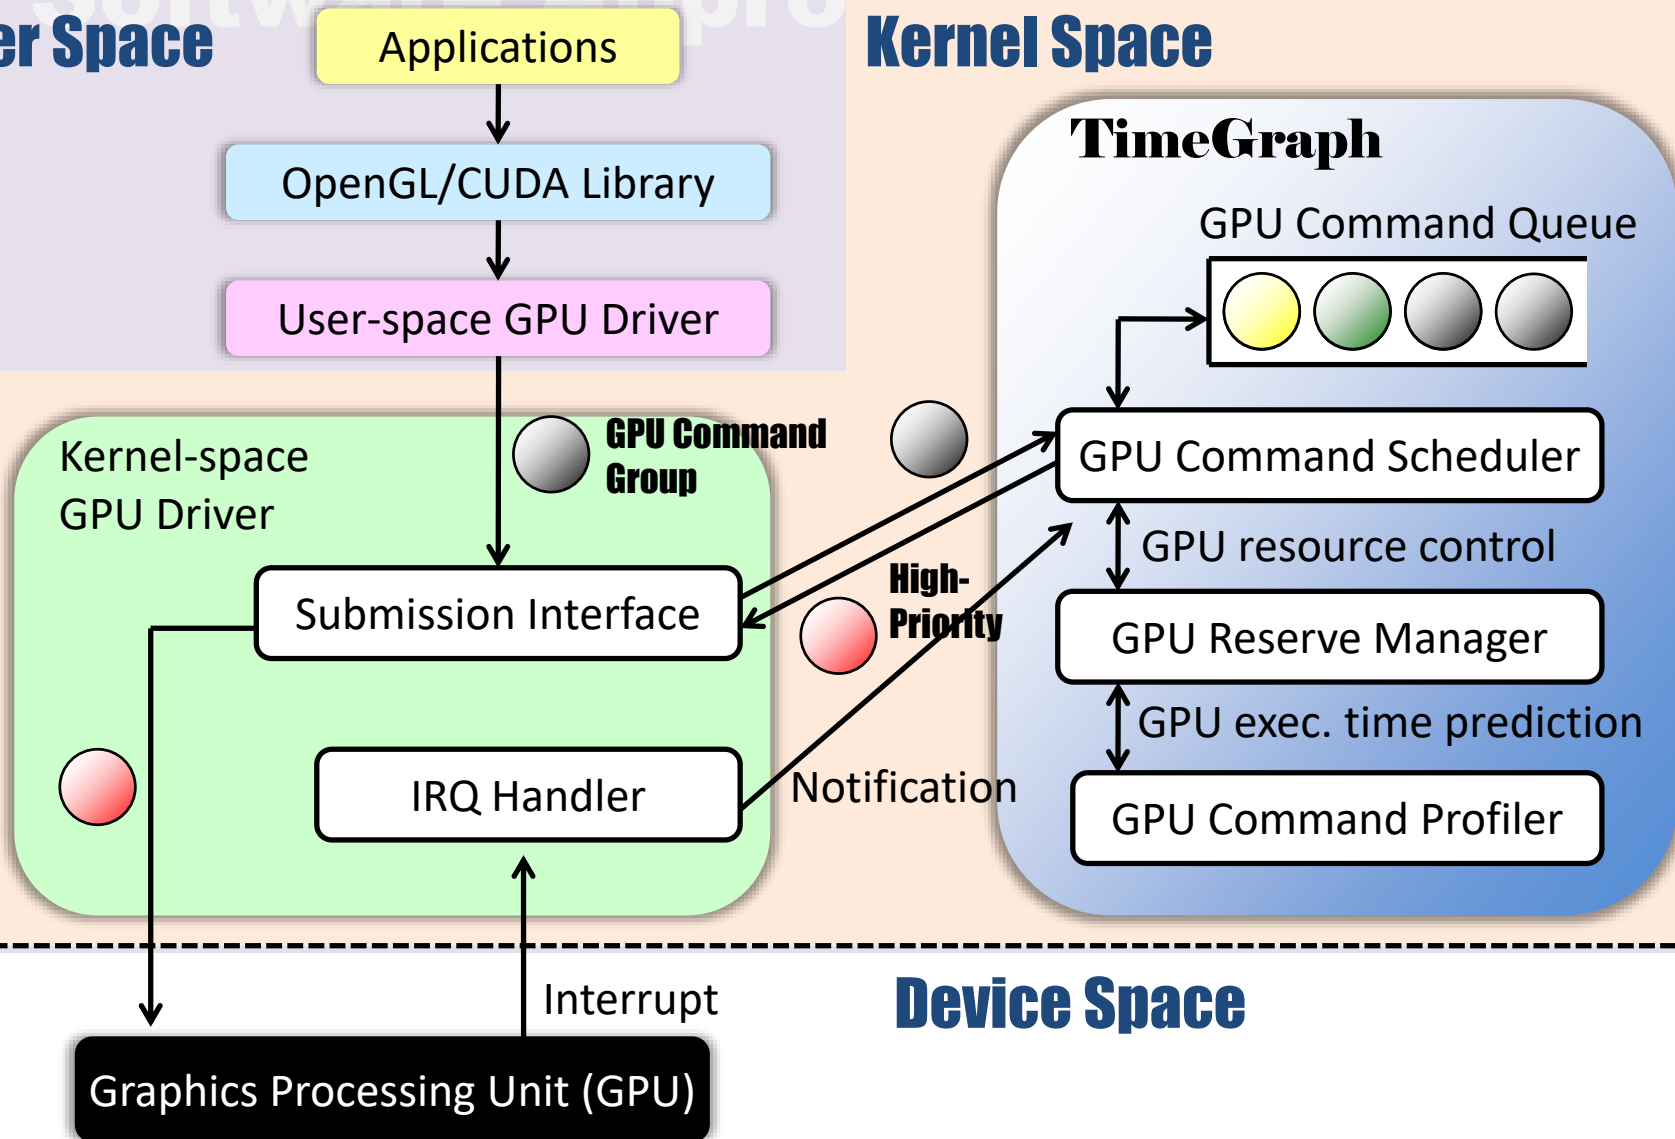 er Space
Applications
Kernel Space
OpenGL/CUDA Library
User-space GPU Driver
TimeGraph
GPU Command Queue
Kernel-space
GPU Driver
GPU Command
Group
GPU Command Scheduler
GPU resource control
Submission Interface
High-
Priority
GPU Reserve Manager
GPU exec. time prediction
IRQ Handler
Notification
GPU Command Profiler
Interrupt
Device Space
Graphics Processing Unit (GPU)